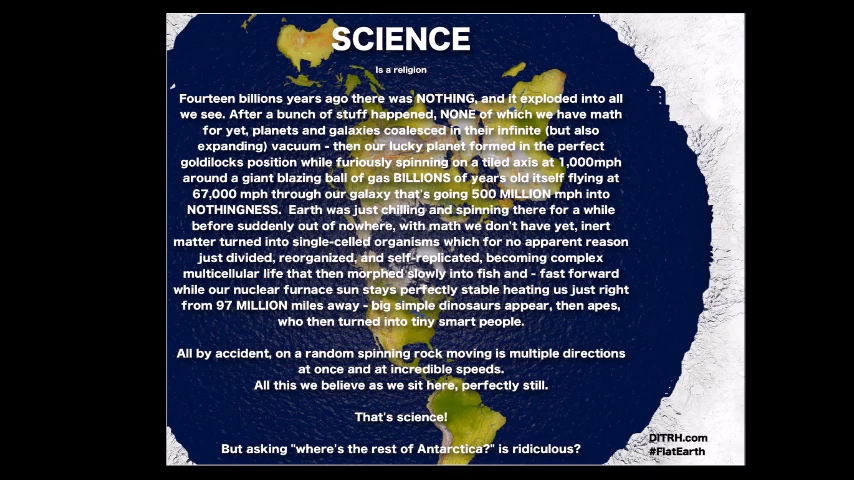 SCIENCE
Is a religion
Fourteen billions years ago there was NOTHING, and it exploded into all
we see. After a bunch of stuff happened, NONE of which we have math
for yet, planets and galaxies coalesced in their infinite (but also
expanding) vacuum - then our lucky planet formed in the perfect
goldilocks position while furiously spinning on a tiled axis at 1,000mph
around a giant blazing ball of gas BILLIONS of years old itself flying at
67,000 mph through our galaxy that's going 500 MILLION mph into
NOTHINGNESS. Earth was just chilling and spinning there for a while
before suddenly out of nowhere, with math we don't have yet, inert
matter turned into single-celled organisms which for no apparent reason
just divided, reorganized, and self-replicated, becoming complex
multicellular life that then morphed slowly into fish and - fast forward
while our nuclear furnace sun stays perfectly stable heating us just right
from 97 MILLION miles away - big simple dinosaurs appear, then apes,
who then turned into tiny smart people.
All by accident, on a random spinning rock moving is multiple directions
at once and at incredible speeds.
All this we believe as we sit here, perfectly still.
That's science!
But asking "where's the rest of Antarctica?" is ridiculous?
DITRH.com
#FlatEarth